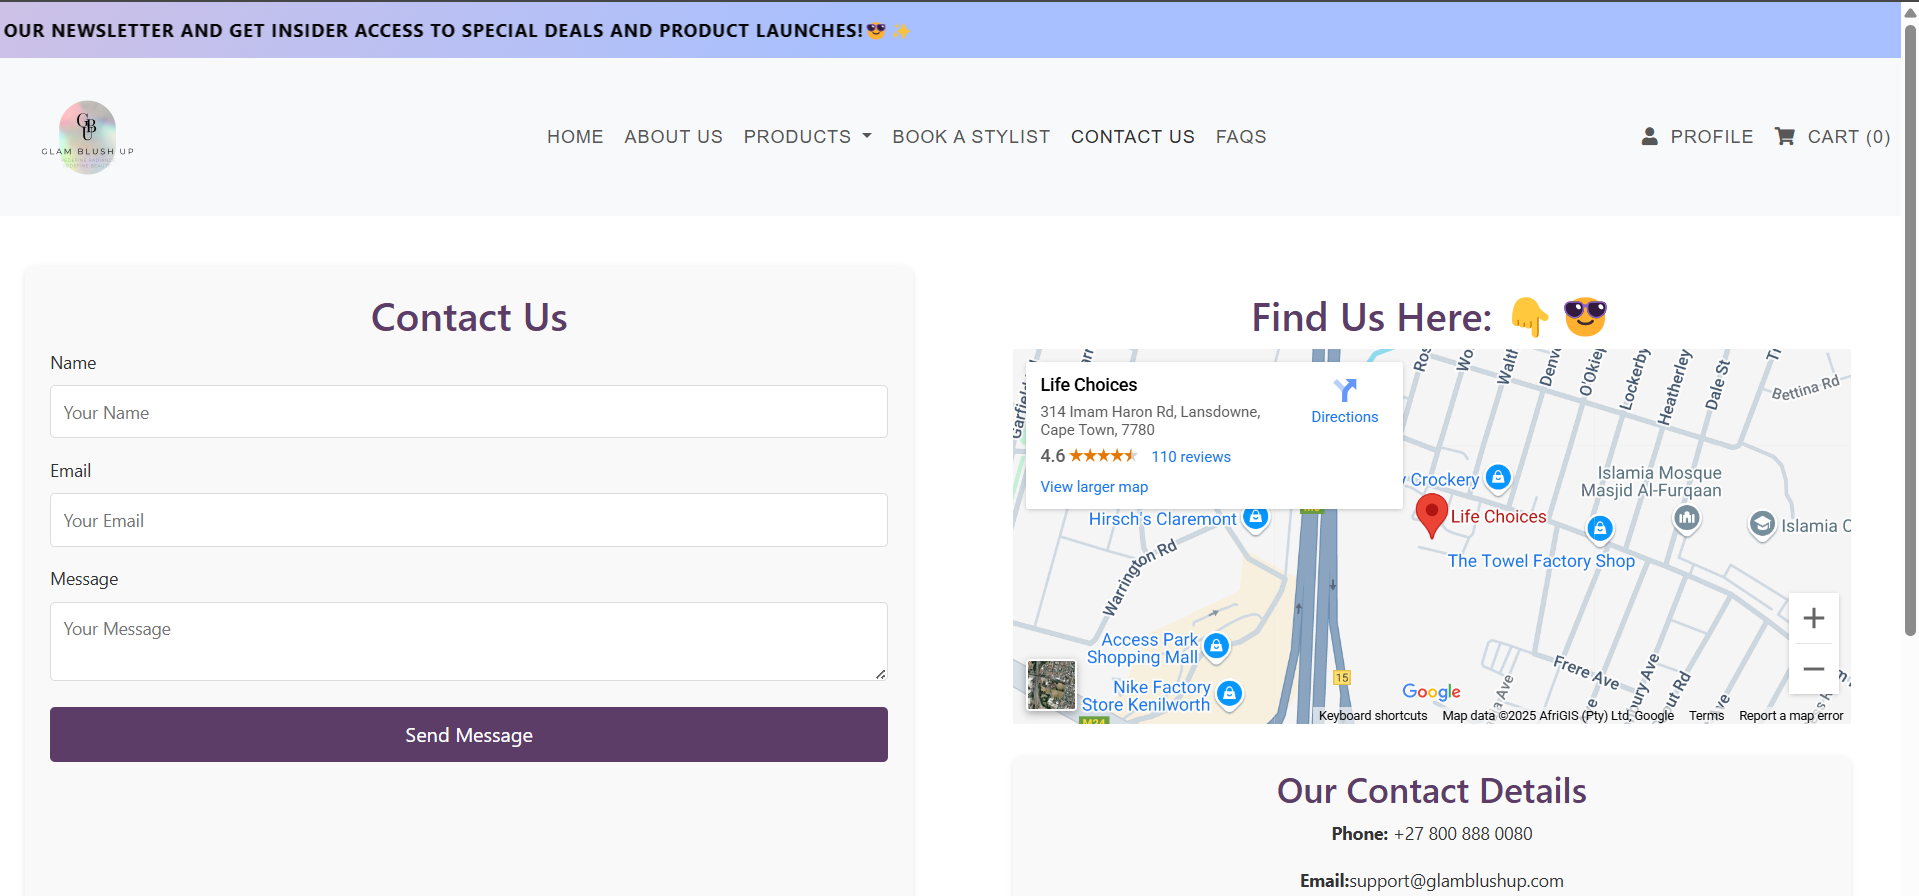 OUR NEWSLETTER AND GET INSIDER ACCESS TO SPECIAL DEALS AND PRODUCT LAUNCHES!😎 ✨
GBU
GLAM BLUSH UP
HOME
ABOUT US
PRODUCTS
BOOK A STYLIST
CONTACT US
FAQS
PROFILE
CART (0)
Contact Us
Name
Your Name
Email
Your Email
Message
Your Message
Send Message
Find Us Here: 👇 😎
Life Choices
314 Imam Haron Rd, Lansdowne,
Cape Town, 7780
4.6
110 reviews
View larger map
Directions
Lockerby
Heatherley
Dale St
Bettina Rd
Crockery
Islamia Mosque
Masjid Al-Furqaan
Life Choices
Islamia C
The Towel Factory Shop
Hirsch's Claremont
Warrington Rd
Access Park
Shopping Mall
Nike Factory
Store Kenilworth
15
M24
Frere Ave
Google
Keyboard shortcuts
Map data ©2025 AfriGIS (Pty) Ltd, Google
Terms
Report a map error
Our Contact Details
Phone: +27 800 888 0080
Email:support@glamblushup.com